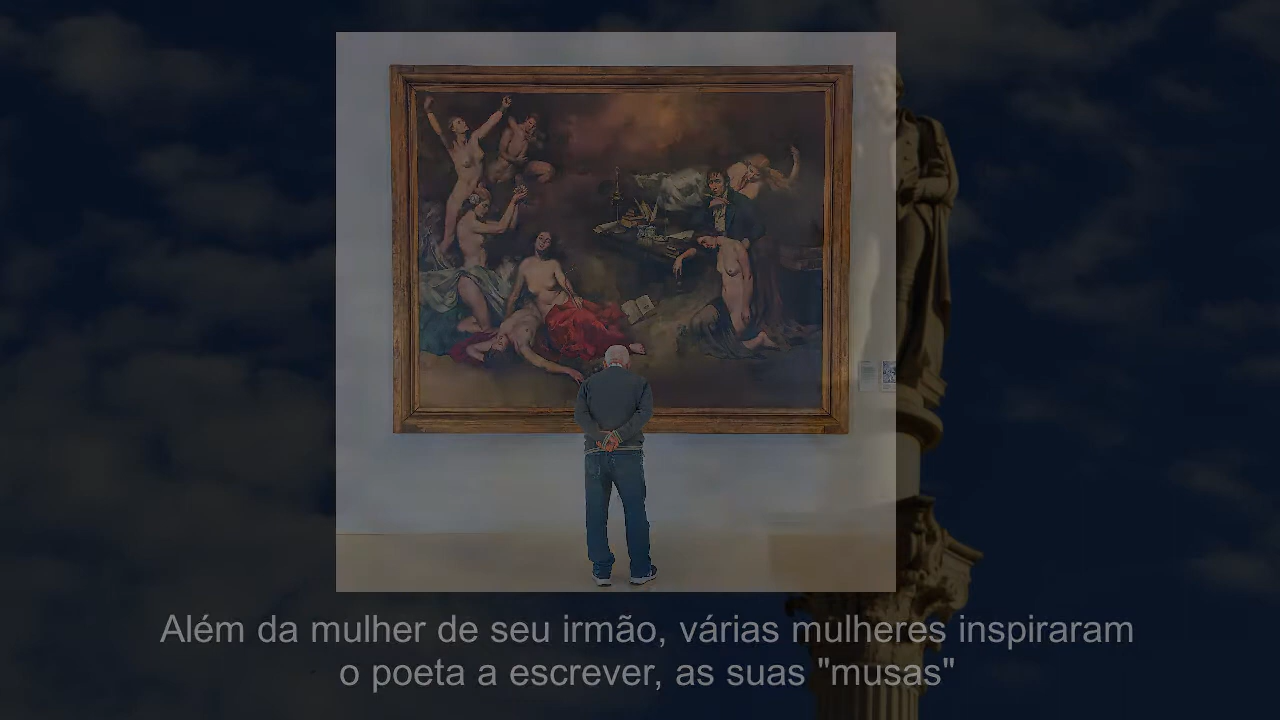 Além da mulher de seu irmão, várias mulheres inspiraram
o poeta a escrever, as suas "musas"